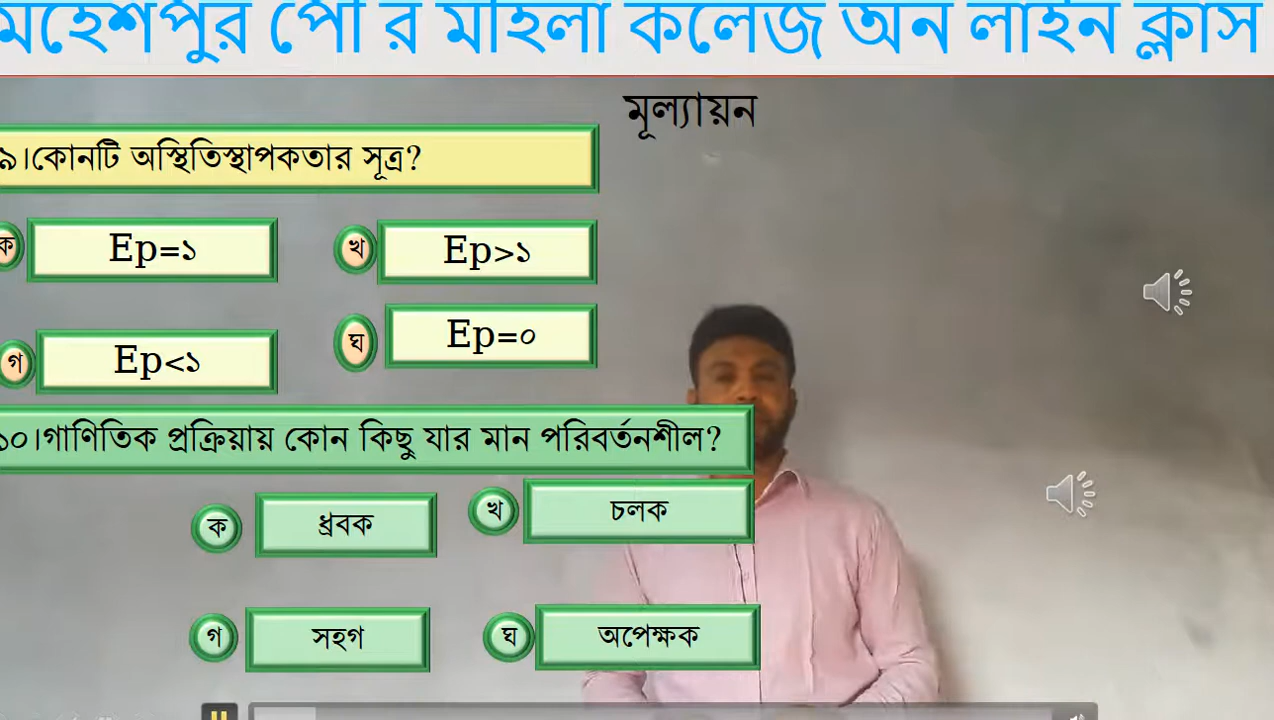 মহেশপুর পৌ র মহিলা কলেজ অন লাইন ক্লাস
মূল্যায়ন
৯।কোনটি অস্থিতিস্থাপকতার সূত্র?
ক Ep=১
খ Ep>১
গ Ep<১
ঘ Ep=০
১০।গাণিতিক প্রক্রিয়ায় কোন কিছু যার মান পরিবর্তনশীল?
ক ধ্রবক
খ চলক
গ সহগ
ঘ অপেক্ষক